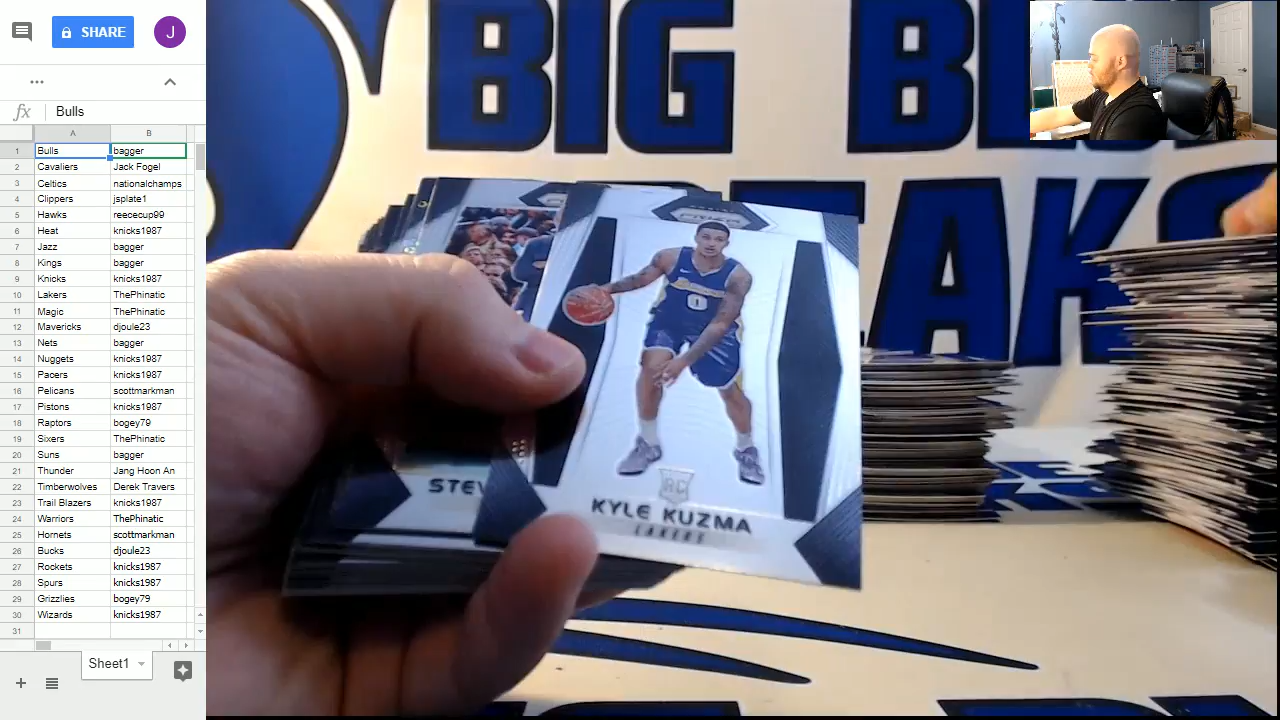 SHARE
J
...
fx Bulls
A B
1 Bulls bagger
2 Cavaliers Jack Fogel
3 Celtics nationalchamps
4 Clippers jsplate1
5 Hawks reececup99
6 Heat knicks1987
7 Jazz bagger
8 Kings bagger
9 Knicks knicks1987
10 Lakers ThePhinatic
11 Magic ThePhinatic
12 Mavericks djoule23
13 Nets bagger
14 Nuggets knicks1987
15 Pacers knicks1987
16 Pelicans scottmarkman
17 Pistons knicks1987
18 Raptors bogey79
19 Sixers ThePhinatic
20 Suns bagger
21 Thunder Jang Hoon An
22 Timberwolves Derek Travers
23 Trail Blazers knicks1987
24 Warriors ThePhinatic
25 Hornets scottmarkman
26 Bucks djoule23
27 Rockets knicks1987
28 Spurs knicks1987
29 Grizzlies bogey79
30 Wizards knicks1987
31
Sheet1
BIG
PRIZM
0
STEV
RC
KYLE KUZMA
LAKERS